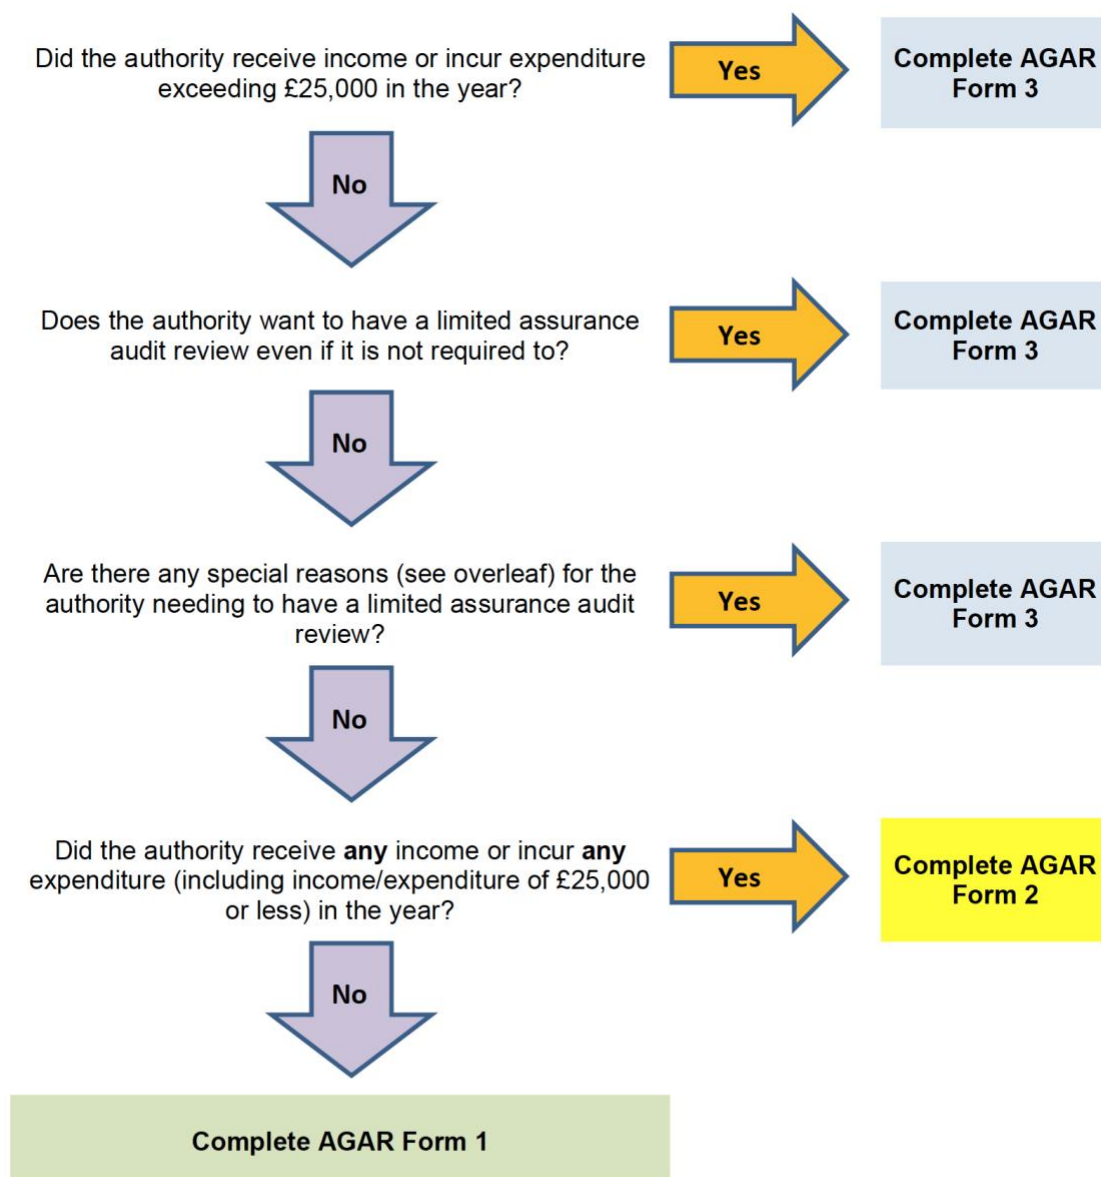 Did the authority receive income or incur expenditure
exceeding £25,000 in the year?
Yes
Complete AGAR
Form 3
No
Does the authority want to have a limited assurance
audit review even if it is not required to?
Yes
Complete AGAR
Form 3
No
Are there any special reasons (see overleaf) for the
authority needing to have a limited assurance audit
review?
Yes
Complete AGAR
Form 3
No
Did the authority receive any income or incur any
expenditure (including income/expenditure of £25,000
or less) in the year?
Yes
Complete AGAR
Form 2
No
Complete AGAR Form 1